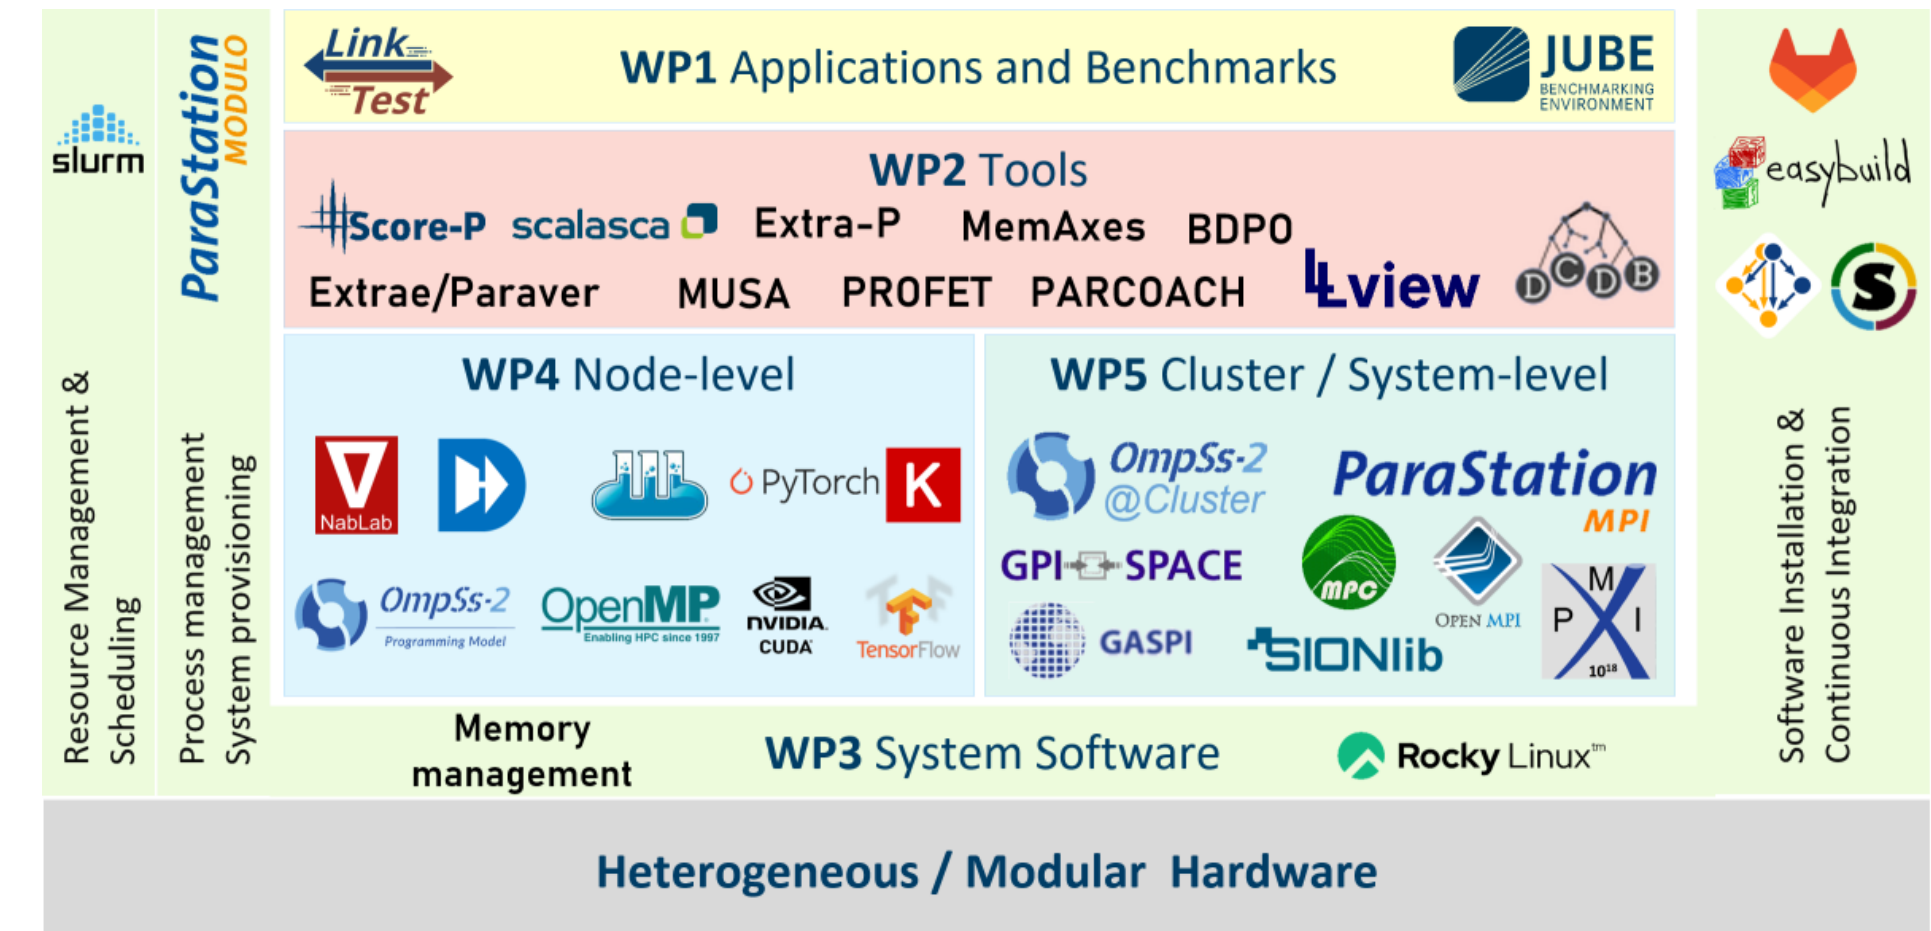 slurm
Resource Management &
Scheduling
ParaStation
MODULO
Process management
System provisioning
Link
Test
WP1 Applications and Benchmarks
JUBE
BENCHMARKING
ENVIRONMENT
WP2 Tools
Score-P
scalasca
Extra-P
MemAxes
BDPO
Extrae/Paraver
MUSA
PROFET
PARCOACH
LLview
DCDB
WP4 Node-level
NabLab
PyTorch
K
OmpSs-2
Programming Model
OpenMP
Enabling HPC since 1997
NVIDIA.
CUDA
TensorFlow
WP5 Cluster / System-level
OmpSs-2
@Cluster
ParaStation
MPI
GPI SPACE
MPC
OPEN MPI
GASPI
SIONlib
M
P I
10¹⁸
Memory
management
WP3 System Software
Rocky Linux™
easybuild
S
Software Installation &
Continuous Integration
Heterogeneous / Modular Hardware